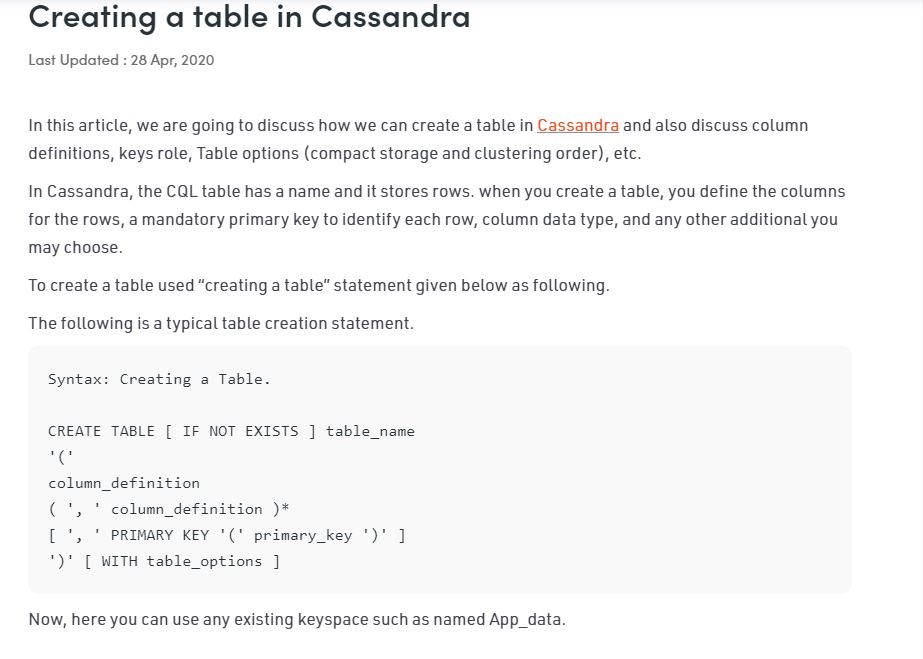 Creating a table in Cassandra
Last Updated : 28 Apr, 2020
In this article, we are going to discuss how we can create a table in Cassandra and also discuss column
definitions, keys role, Table options (compact storage and clustering order), etc.
In Cassandra, the CQL table has a name and it stores rows. when you create a table, you define the columns
for the rows, a mandatory primary key to identify each row, column data type, and any other additional you
may choose.
To create a table used “creating a table” statement given below as following.
The following is a typical table creation statement.
Syntax: Creating a Table.
CREATE TABLE [ IF NOT EXISTS ] table_name
'('
column_definition
( ', ' column_definition )*
[ ', ' PRIMARY KEY '(' primary_key ')' ]
')' [ WITH table_options ]
Now, here you can use any existing keyspace such as named App_data.